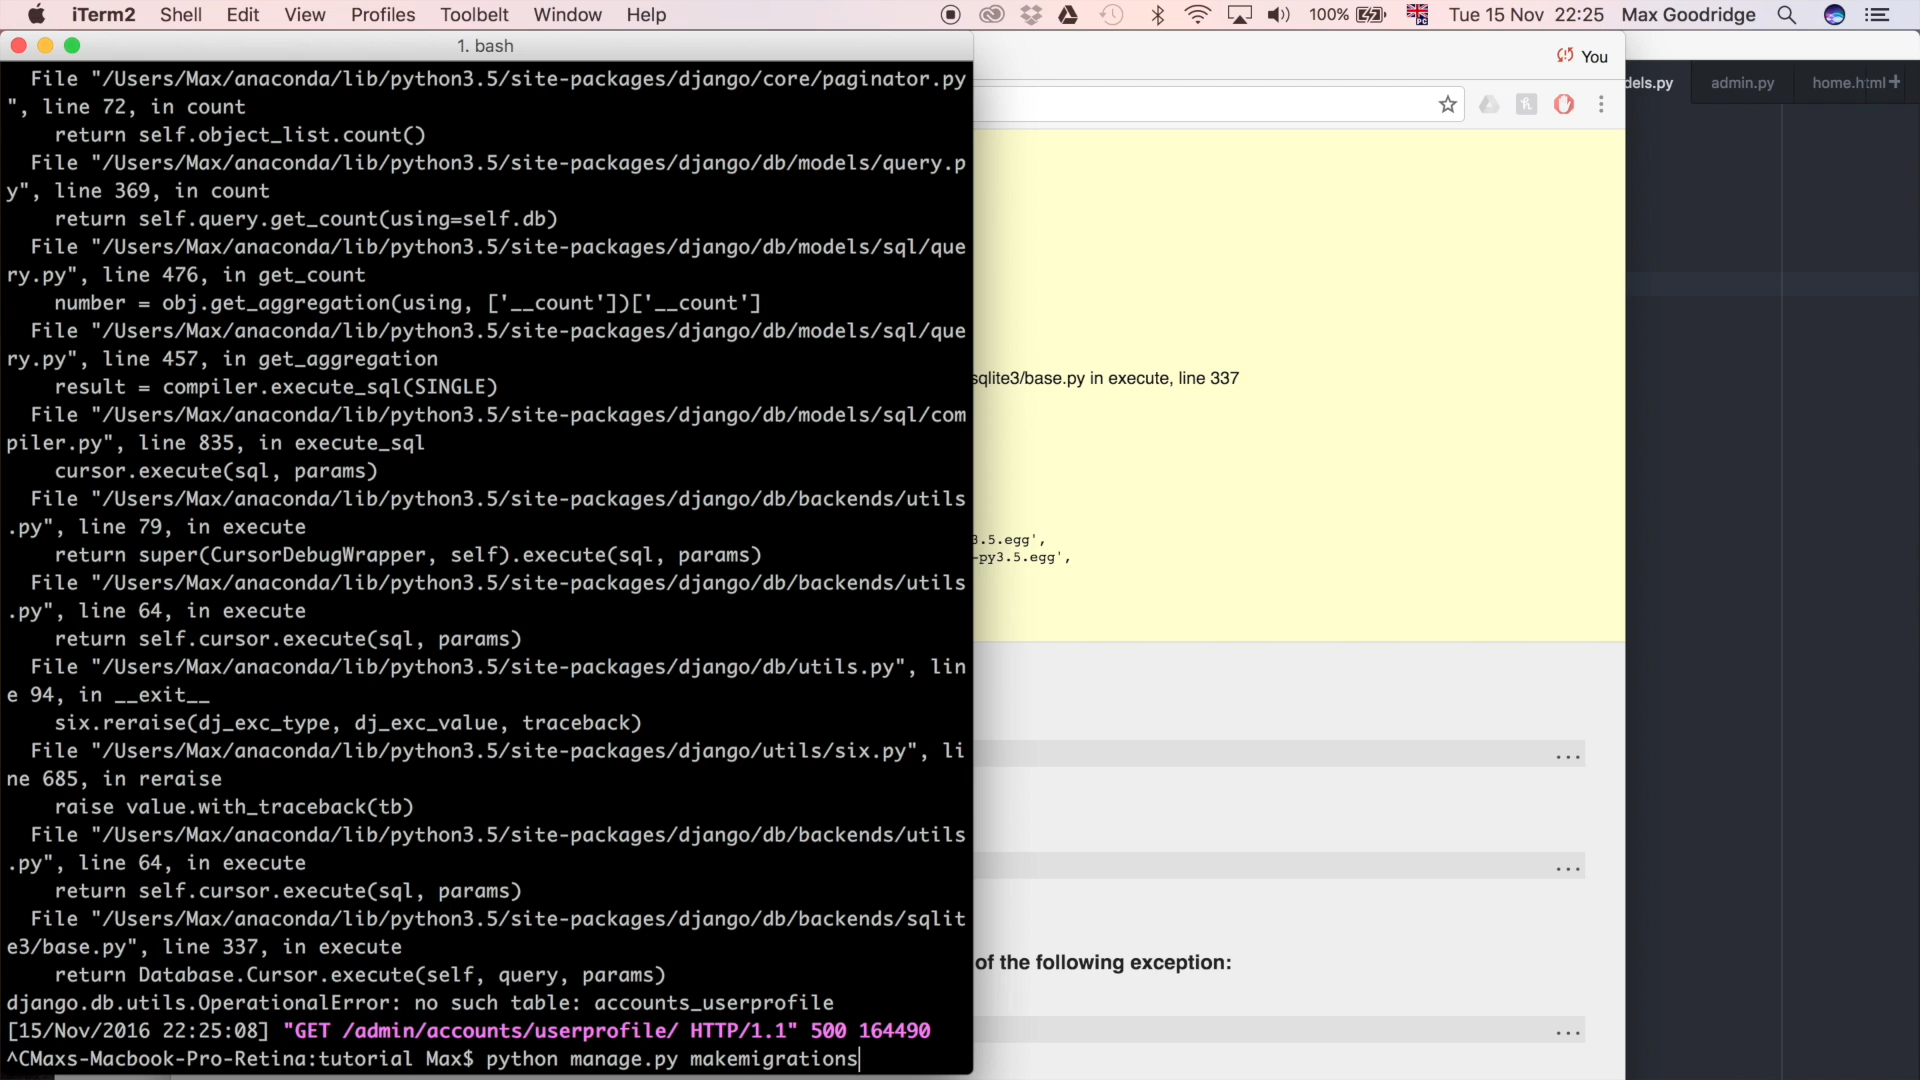 iTerm2 Shell Edit View Profiles Toolbelt Window Help 100% Tue 15 Nov 22:25 Max Goodridge
1. bash
You
dels.py admin.py home.html +
File "/Users/Max/anaconda/lib/python3.5/site-packages/django/core/paginator.py
", line 72, in count
return self.object_list.count()
File "/Users/Max/anaconda/lib/python3.5/site-packages/django/db/models/query.p
y", line 369, in count
return self.query.get_count(using=self.db)
File "/Users/Max/anaconda/lib/python3.5/site-packages/django/db/models/sql/que
ry.py", line 476, in get_count
number = obj.get_aggregation(using, ['__count'])['__count']
File "/Users/Max/anaconda/lib/python3.5/site-packages/django/db/models/sql/que
ry.py", line 457, in get_aggregation
result = compiler.execute_sql(SINGLE)
File "/Users/Max/anaconda/lib/python3.5/site-packages/django/db/models/sql/com
piler.py", line 835, in execute_sql
cursor.execute(sql, params)
File "/Users/Max/anaconda/lib/python3.5/site-packages/django/db/backends/utils
.py", line 79, in execute
return super(CursorDebugWrapper, self).execute(sql, params)
File "/Users/Max/anaconda/lib/python3.5/site-packages/django/db/backends/utils
.py", line 64, in execute
return self.cursor.execute(sql, params)
File "/Users/Max/anaconda/lib/python3.5/site-packages/django/db/utils.py", lin
e 94, in __exit__
six.reraise(dj_exc_type, dj_exc_value, traceback)
File "/Users/Max/anaconda/lib/python3.5/site-packages/django/utils/six.py", li
ne 685, in reraise
raise value.with_traceback(tb)
File "/Users/Max/anaconda/lib/python3.5/site-packages/django/db/backends/utils
.py", line 64, in execute
return self.cursor.execute(sql, params)
File "/Users/Max/anaconda/lib/python3.5/site-packages/django/db/backends/sqlit
e3/base.py", line 337, in execute
return Database.Cursor.execute(self, query, params)
django.db.utils.OperationalError: no such table: accounts_userprofile
[15/Nov/2016 22:25:08] "GET /admin/accounts/userprofile/ HTTP/1.1" 500 164490
^CMaxs-Macbook-Pro-Retina:tutorial Max$ python manage.py makemigrations
sqlite3/base.py in execute, line 337
3.5.egg',
-py3.5.egg',
...
...
of the following exception:
...